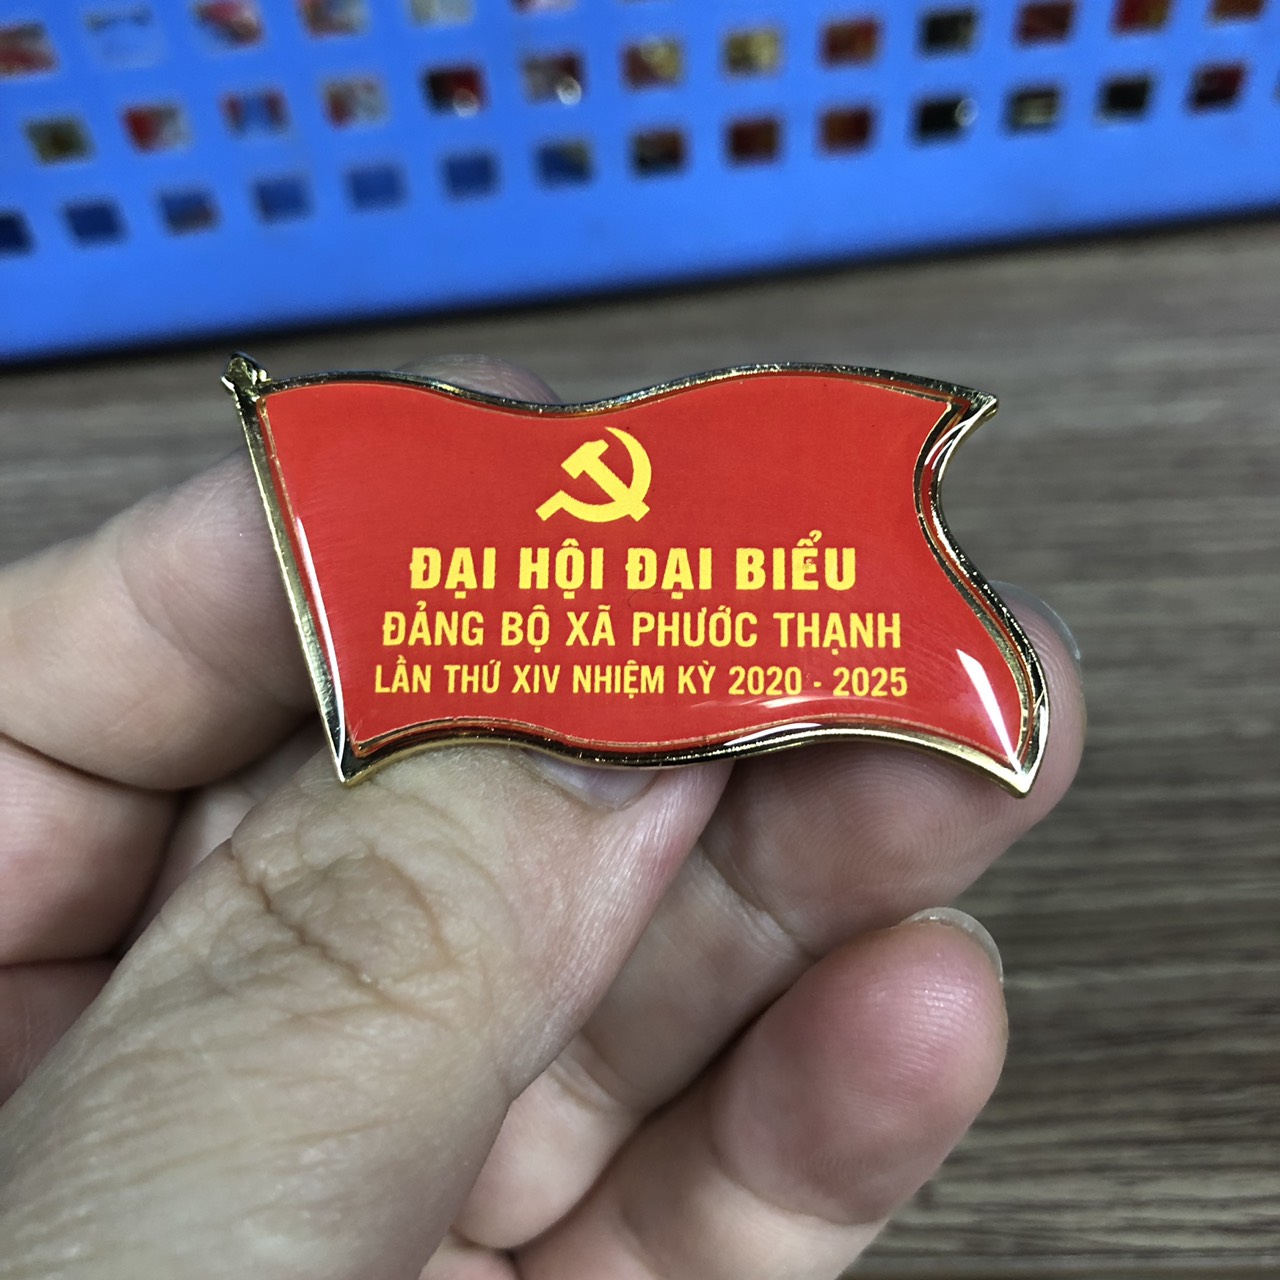 ĐẠI HỘI ĐẠI BIỂU
ĐẢNG BỘ XÃ PHƯỚC THẠNH
LẦN THỨ XIV NHIỆM KỲ 2020 - 2025